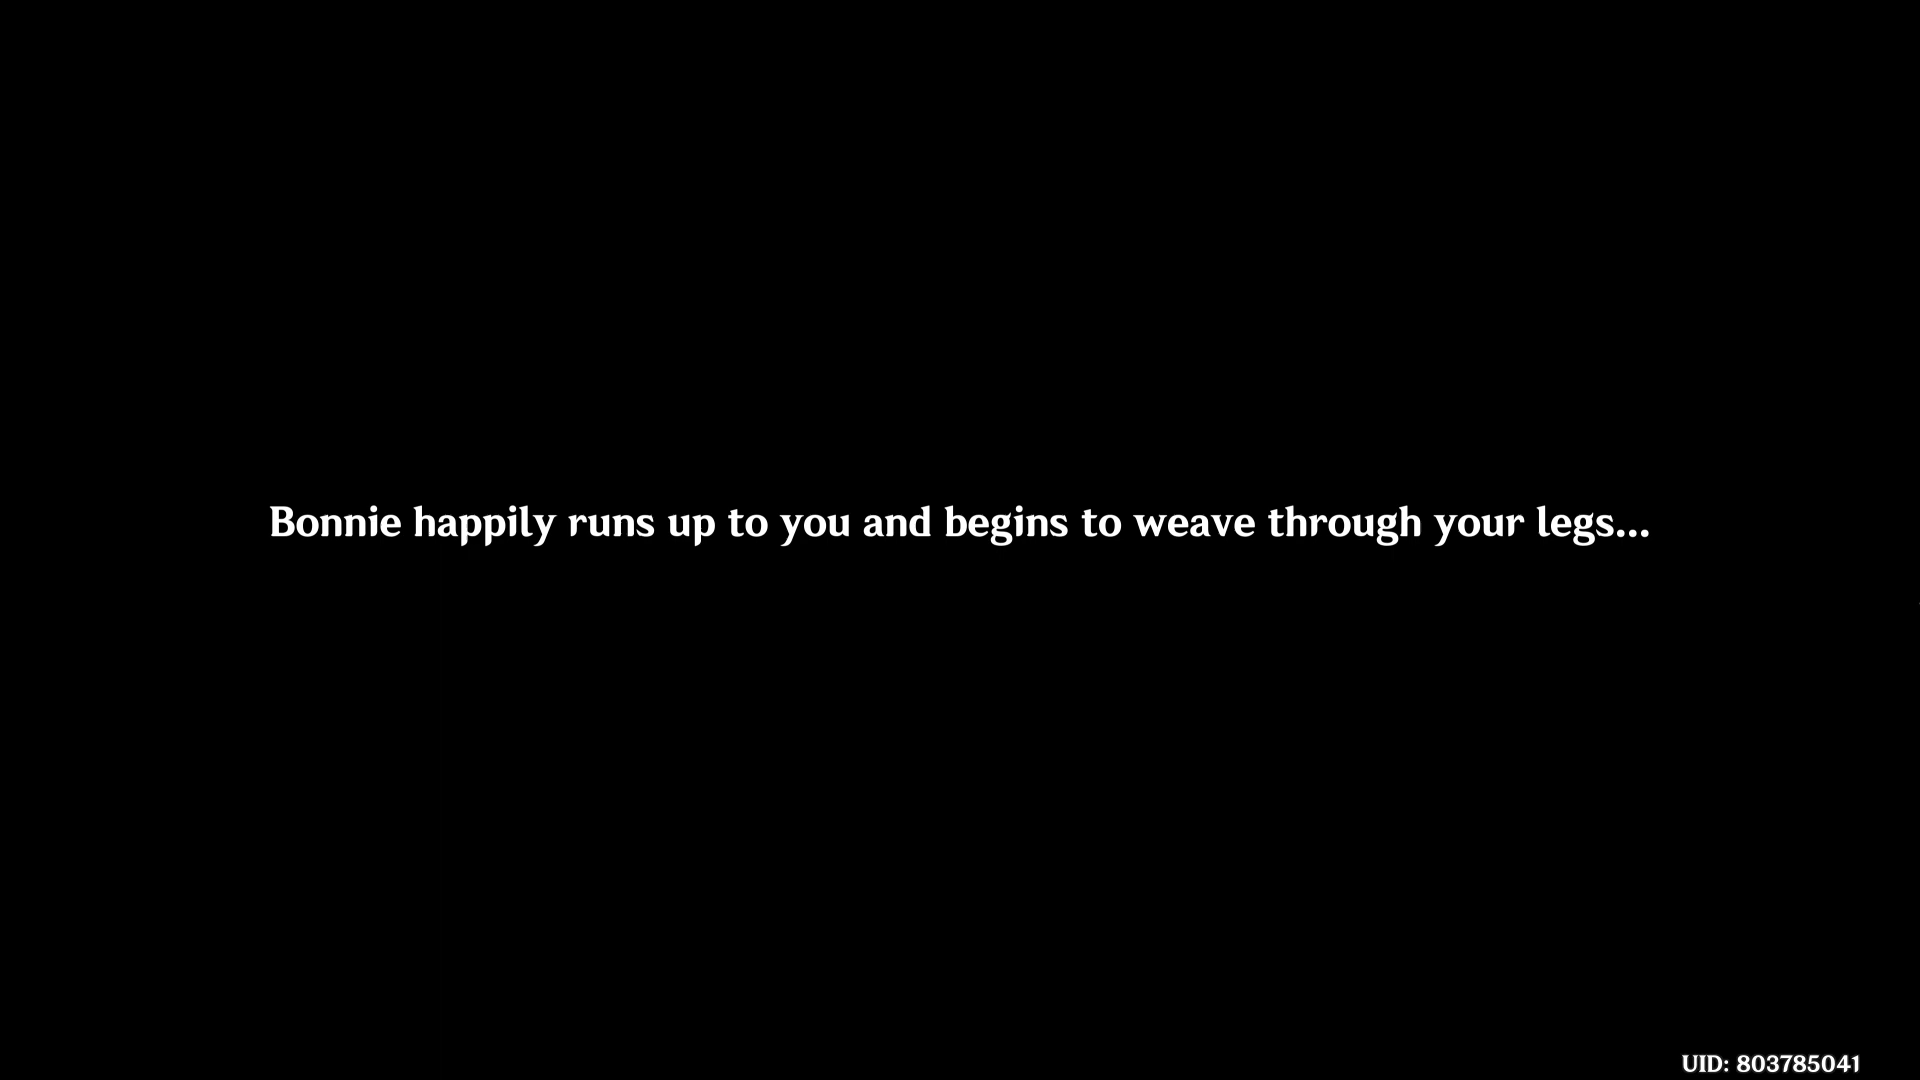 Bonnie happily runs up to you and begins to weave through your legs...
UID: 803785041